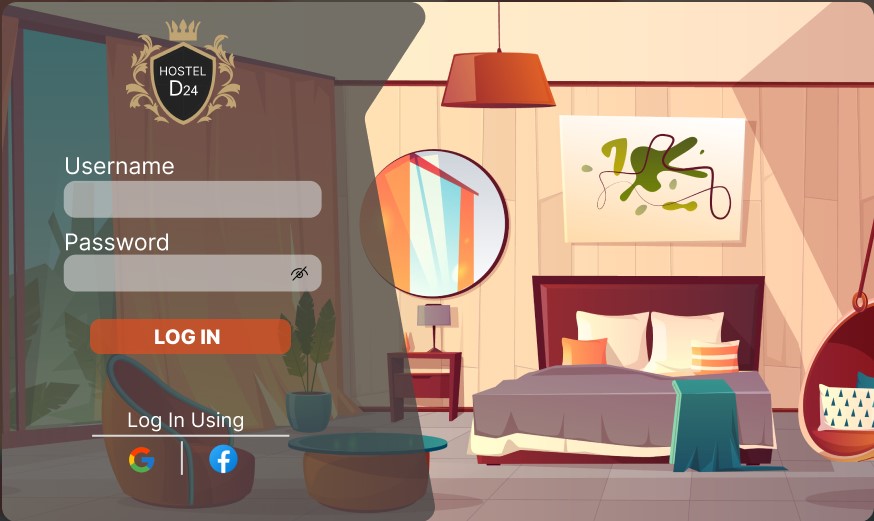 HOSTEL
D24
Username
Password
LOG IN
Log In Using